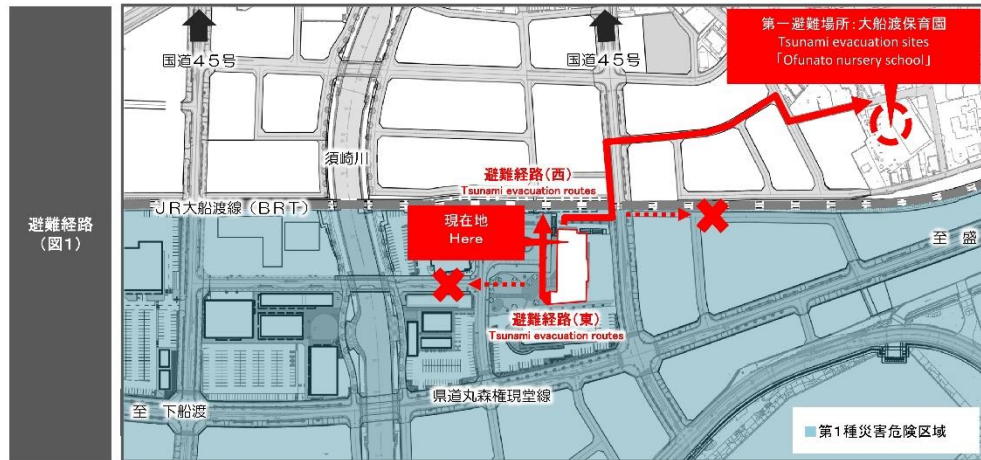 避難経路
(図1)
国道45号
国道45号
第一避難場所:大船渡保育園
Tsunami evacuation sites
「Ofunato nursery school」
須崎川
避難経路(西)
Tsunami evacuation routes
JR大船渡線(BRT)
現在地
Here
至 盛
避難経路(東)
Tsunami evacuation routes
県道丸森権現堂線
至 下船渡
第1種災害危険区域